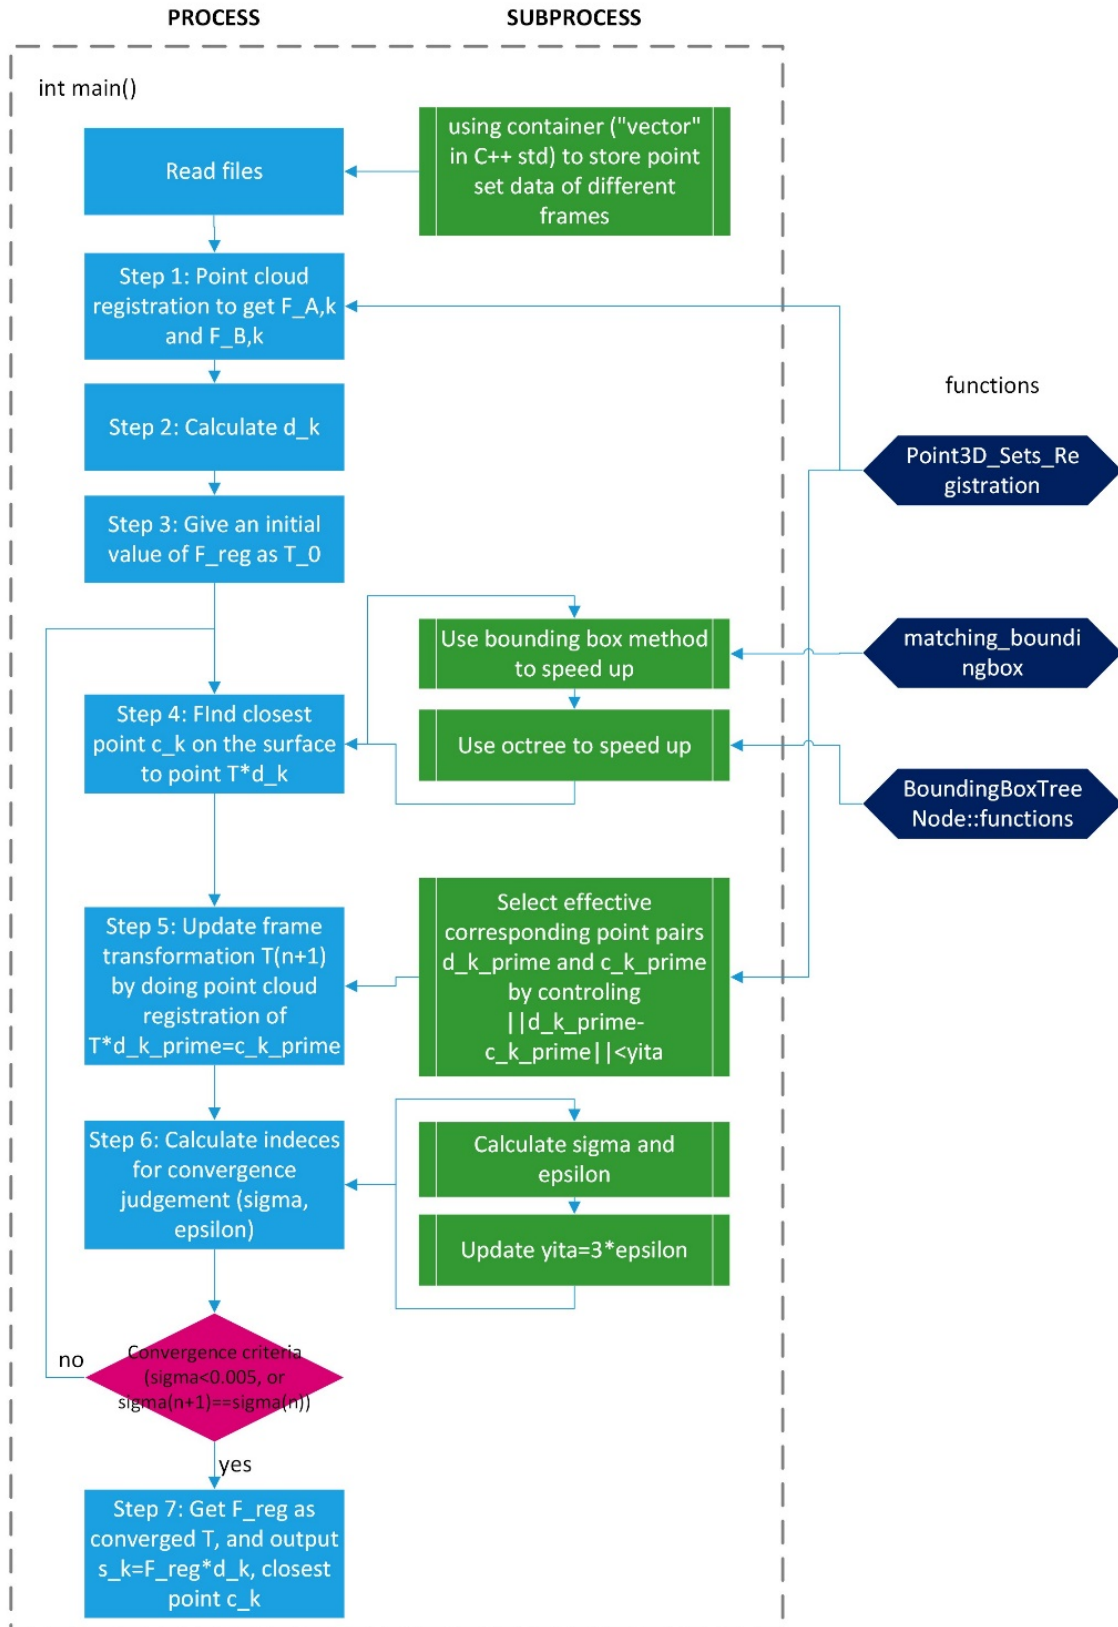 PROCESS
SUBPROCESS
int main()
Read files
using container ("vector"
in C++ std) to store point
set data of different
frames
Step 1: Point cloud
registration to get F_A,k
and F_B,k
Step 2: Calculate d_k
functions
Point3D_Sets_Re
gistration
Step 3: Give an initial
value of F_reg as T_0
Use bounding box method
to speed up
matching_boundi
ngbox
Step 4: FInd closest
point c_k on the surface
to point T*d_k
Use octree to speed up
BoundingBoxTree
Node::functions
Step 5: Update frame
transformation T(n+1)
by doing point cloud
registration of
T*d_k_prime=c_k_prime
Select effective
corresponding point pairs
d_k_prime and c_k_prime
by controling
||d_k_prime-
c_k_prime||<yita
Step 6: Calculate indeces
for convergence
judgement (sigma,
epsilon)
Calculate sigma and
epsilon
Update yita=3*epsilon
no
Convergence criteria
(sigma<0.005, or
sigma(n+1)==sigma(n))
yes
Step 7: Get F_reg as
converged T, and output
s_k=F_reg*d_k, closest
point c_k